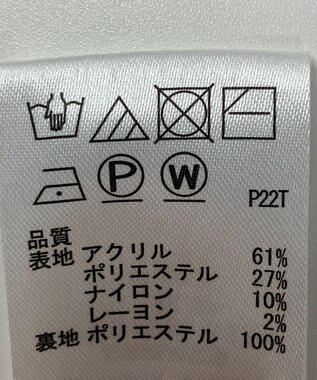 P W P22T
品質
表地 アクリル 61%
ポリエステル 27%
ナイロン 10%
レーヨン 2%
裏地 ポリエステル 100%